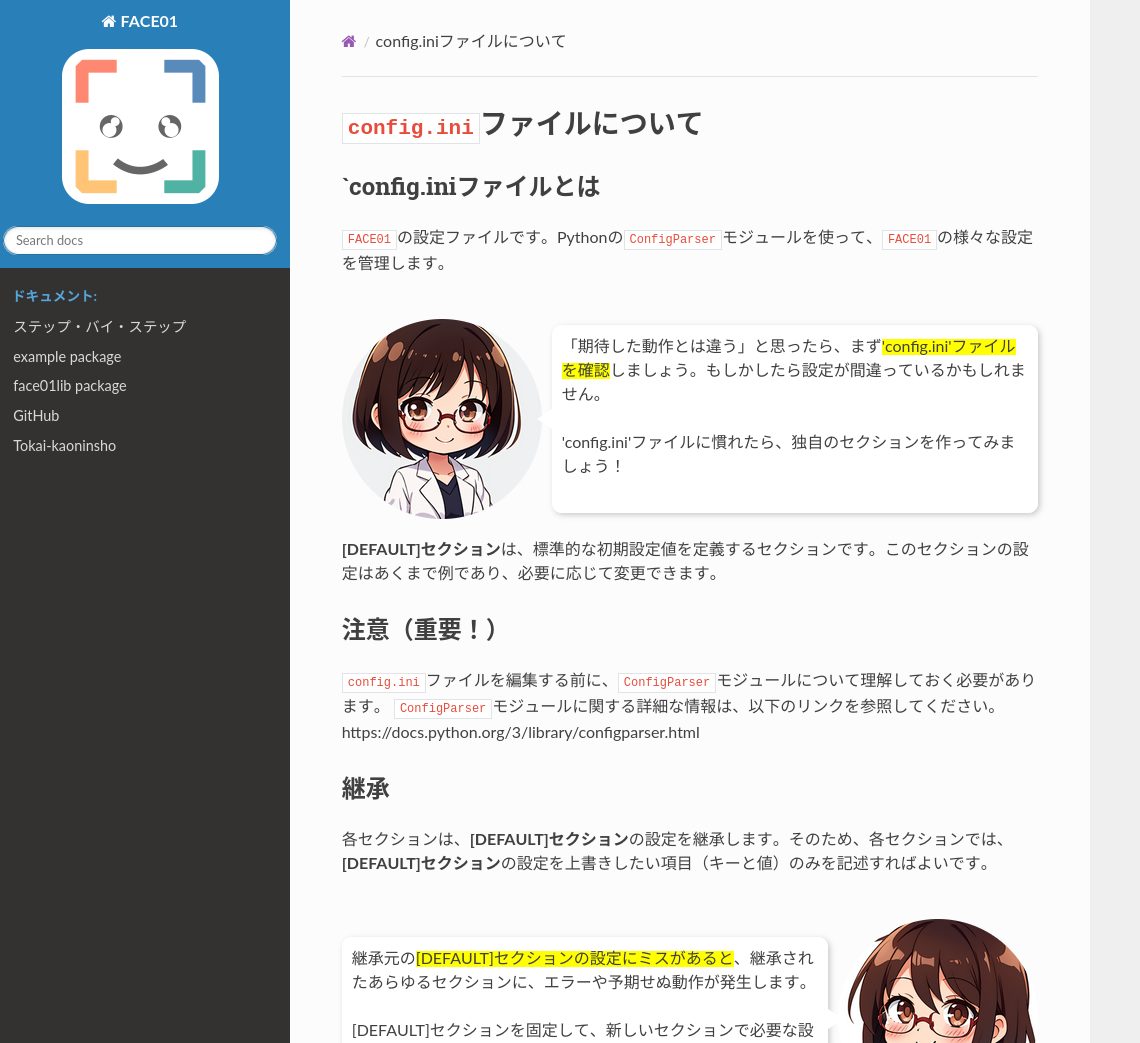 FACE01
Search docs
ドキュメント:
ステップ・バイ・ステップ
example package
face01lib package
GitHub
Tokai-kaoninsho
/ config.iniファイルについて
config.iniファイルについて
`config.iniファイルとは
FACE01の設定ファイルです。PythonのConfigParserモジュールを使って、FACE01の様々な設定
を管理します。
「期待した動作とは違う」と思ったら、まず'config.ini'ファイル
を確認しましょう。もしかしたら設定が間違っているかもしれま
せん。
'config.ini'ファイルに慣れたら、独自のセクションを作ってみま
しょう！
[DEFAULT]セクションは、標準的な初期設定値を定義するセクションです。このセクションの設
定はあくまで例であり、必要に応じて変更できます。
注意（重要！）
config.iniファイルを編集する前に、ConfigParserモジュールについて理解しておく必要があり
ます。 ConfigParserモジュールに関する詳細な情報は、以下のリンクを参照してください。
https://docs.python.org/3/library/configparser.html
継承
各セクションは、[DEFAULT]セクションの設定を継承します。そのため、各セクションでは、
[DEFAULT]セクションの設定を上書きしたい項目（キーと値）のみを記述すればよいです。
継承元の[DEFAULT]セクションの設定にミスがあると、継承され
たあらゆるセクションに、エラーや予期せぬ動作が発生します。
[DEFAULT]セクションを固定して、新しいセクションで必要な設